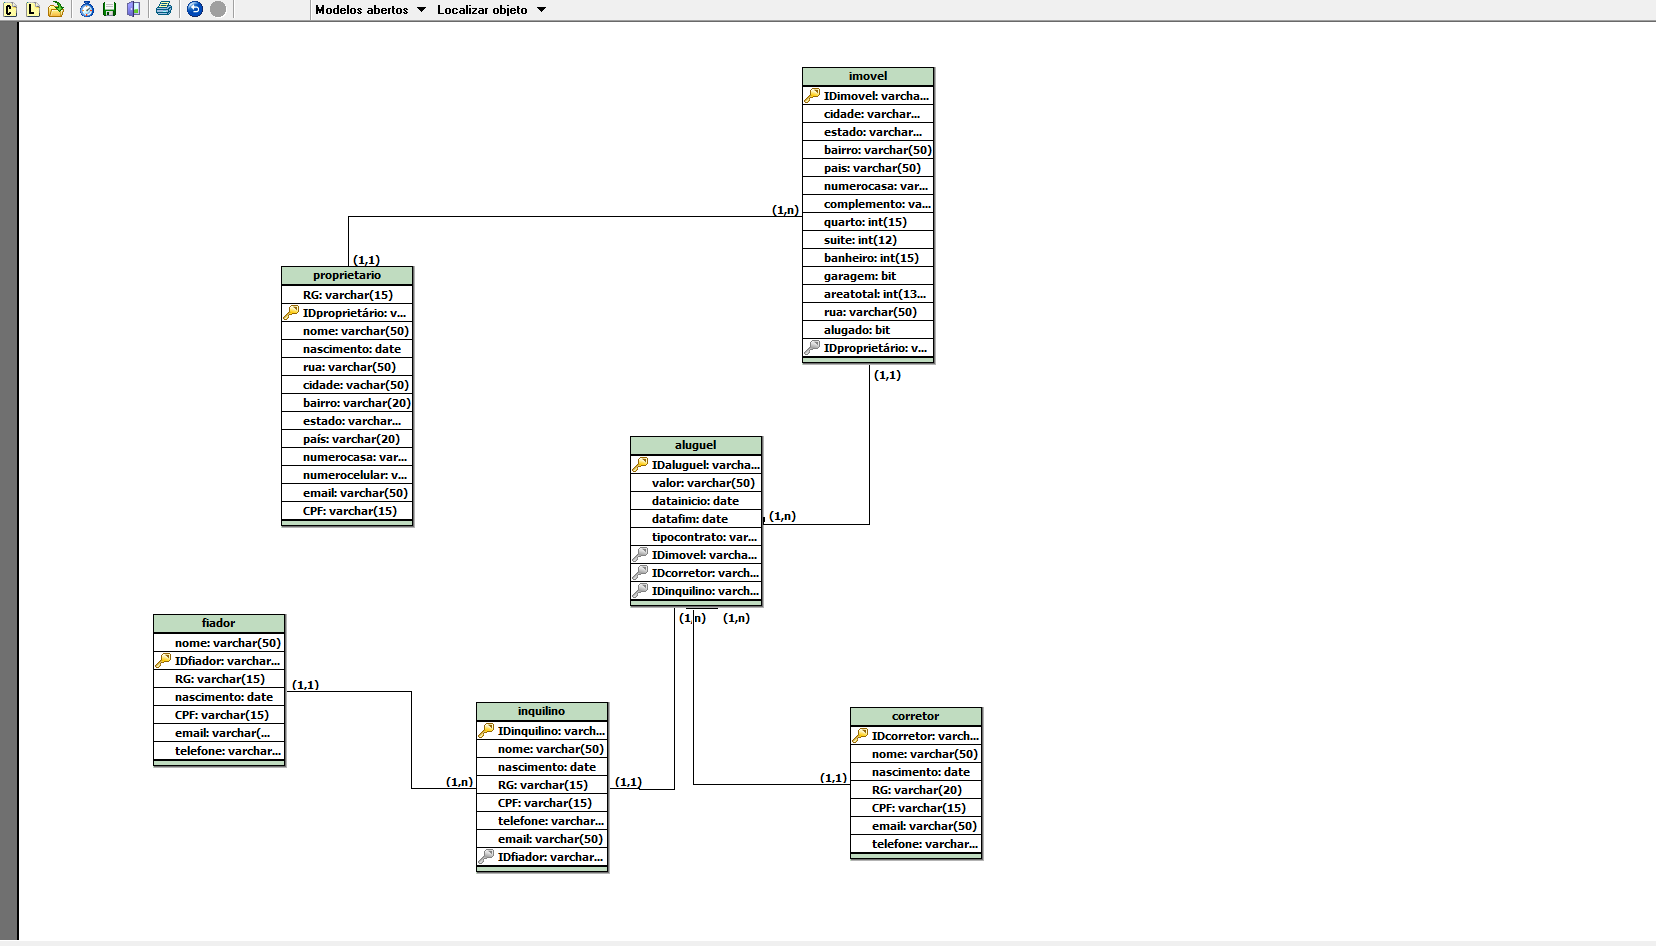 Modelos abertos
Localizar objeto
imovel
IDimovel: varcha...
cidade: varchar...
estado: varchar...
bairro: varchar(50)
pais: varchar(50)
numerocasa: var...
complemento: va...
quarto: int(15)
suite: int(12)
banheiro: int(15)
garagem: bit
areatotal: int(13...
rua: varchar(50)
alugado: bit
IDproprietário: v...
(1,n)
(1,1)
proprietario
RG: varchar(15)
IDproprietário: v...
nome: varchar(50)
nascimento: date
rua: varchar(50)
cidade: vachar(50)
bairro: varchar(20)
estado: varchar...
país: varchar(20)
numerocasa: var...
numerocelular: v...
email: varchar(50)
CPF: varchar(15)
(1,1)
aluguel
IDaluguel: varcha...
valor: varchar(50)
datainicio: date
datafim: date
tipocontrato: var...
IDimovel: varcha...
IDcorretor: varch...
IDinquilino: varch...
(1,n)
(1,n)
(1,n)
fiador
nome: varchar(50)
IDfiador: varchar...
RG: varchar(15)
nascimento: date
CPF: varchar(15)
email: varchar(...
telefone: varchar...
(1,1)
inquilino
IDinquilino: varch...
nome: varchar(50)
nascimento: date
RG: varchar(15)
CPF: varchar(15)
telefone: varchar...
email: varchar(50)
IDfiador: varchar...
(1,n)
(1,1)
corretor
IDcorretor: varch...
nome: varchar(50)
nascimento: date
RG: varchar(20)
CPF: varchar(15)
email: varchar(50)
telefone: varchar...
(1,1)